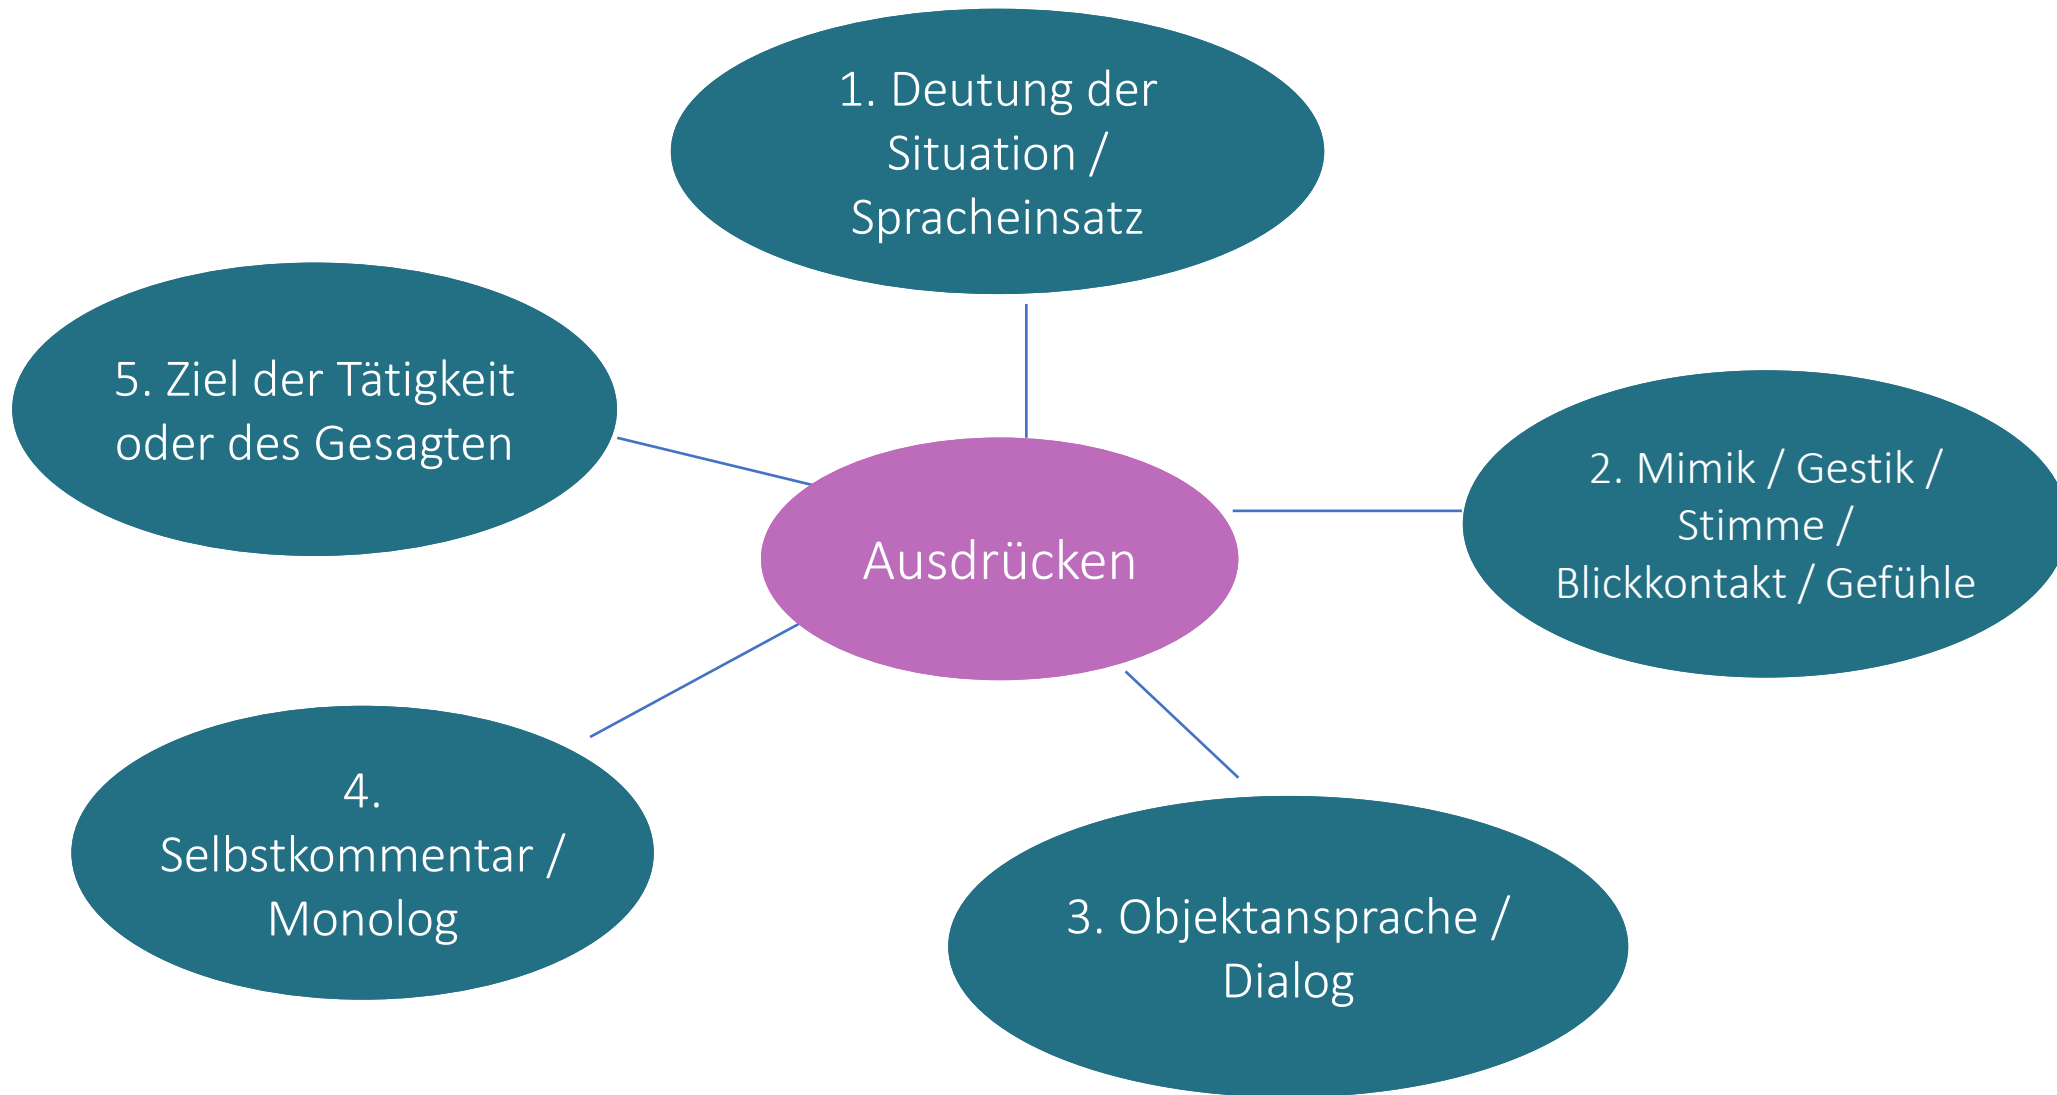 1. Deutung der
Situation /
Spracheinsatz
2. Mimik / Gestik /
Stimme /
Blickkontakt / Gefühle
3. Objektansprache /
Dialog
4.
Selbstkommentar /
Monolog
5. Ziel der Tätigkeit
oder des Gesagten
Ausdrücken